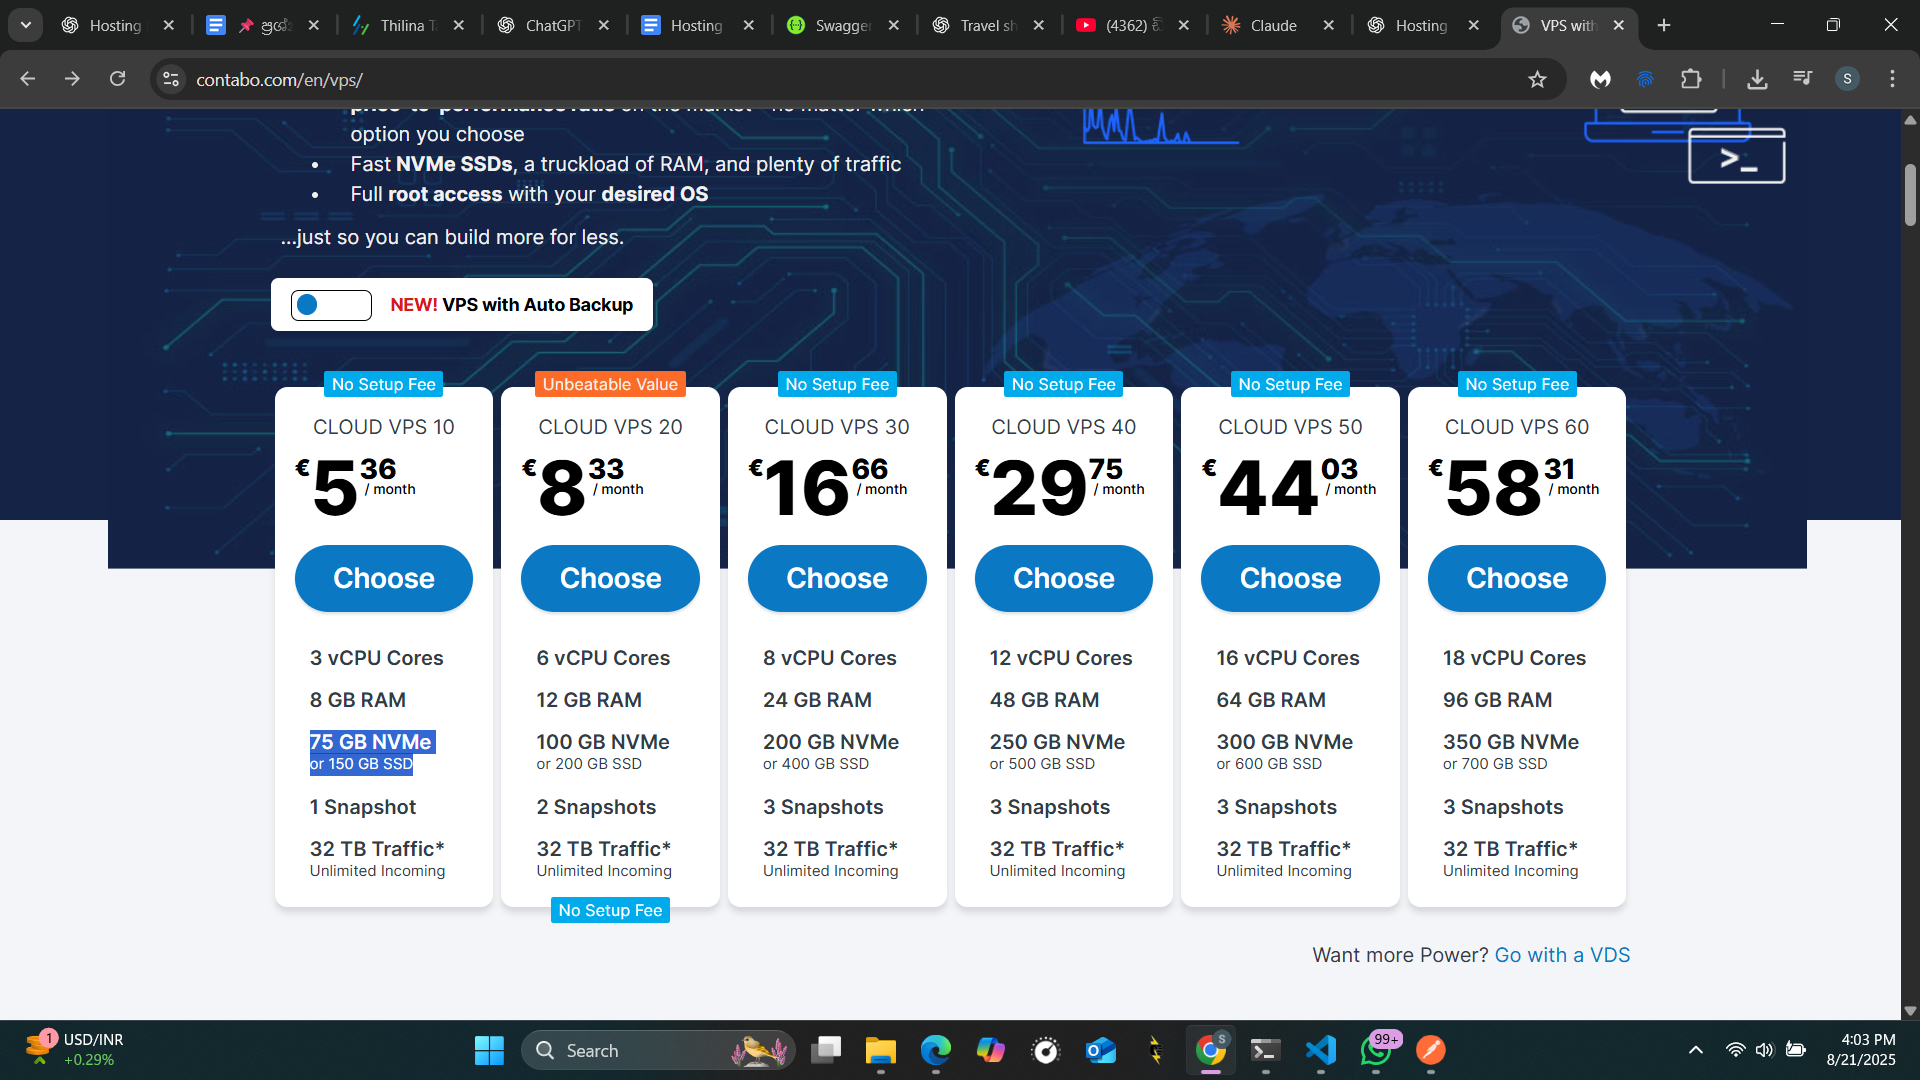 Hosting
Thilina T
ChatGPT
Hosting
Swagger
Travel sh
(4362)
Claude
Hosting
VPS with
contabo.com/en/vps/
S
price-to-performance ratio on the market - no matter which
option you choose
• Fast NVMe SSDs, a truckload of RAM, and plenty of traffic
• Full root access with your desired OS
...just so you can build more for less.
>_
NEW! VPS with Auto Backup
No Setup Fee
CLOUD VPS 10
€5 36 / month
Choose
3 vCPU Cores
8 GB RAM
75 GB NVMe
or 150 GB SSD
1 Snapshot
32 TB Traffic*
Unlimited Incoming
Unbeatable Value
CLOUD VPS 20
€8 33 / month
Choose
6 vCPU Cores
12 GB RAM
100 GB NVMe
or 200 GB SSD
2 Snapshots
32 TB Traffic*
Unlimited Incoming
No Setup Fee
No Setup Fee
CLOUD VPS 30
€16 66 / month
Choose
8 vCPU Cores
24 GB RAM
200 GB NVMe
or 400 GB SSD
3 Snapshots
32 TB Traffic*
Unlimited Incoming
No Setup Fee
CLOUD VPS 40
€29 75 / month
Choose
12 vCPU Cores
48 GB RAM
250 GB NVMe
or 500 GB SSD
3 Snapshots
32 TB Traffic*
Unlimited Incoming
No Setup Fee
CLOUD VPS 50
€44 03 / month
Choose
16 vCPU Cores
64 GB RAM
300 GB NVMe
or 600 GB SSD
3 Snapshots
32 TB Traffic*
Unlimited Incoming
No Setup Fee
CLOUD VPS 60
€58 31 / month
Choose
18 vCPU Cores
96 GB RAM
350 GB NVMe
or 700 GB SSD
3 Snapshots
32 TB Traffic*
Unlimited Incoming
Want more Power? Go with a VDS
1
USD/INR
+0.29%
Search
S
99+
4:03 PM
8/21/2025